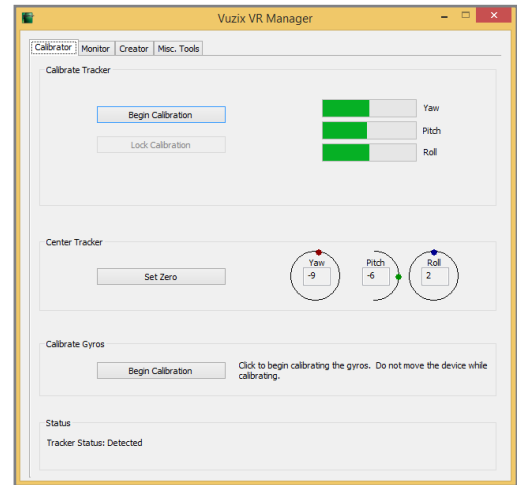 Vuzix VR Manager
Calibrator Monitor Creator Misc. Tools
Calibrate Tracker
Begin Calibration
Yaw
Pitch
Lock Calibration
Roll
Center Tracker
Set Zero
Yaw Pitch Roll
-9 -6 2
Calibrate Gyros
Begin Calibration
Click to begin calibrating the gyros. Do not move the device while
calibrating.
Status
Tracker Status: Detected